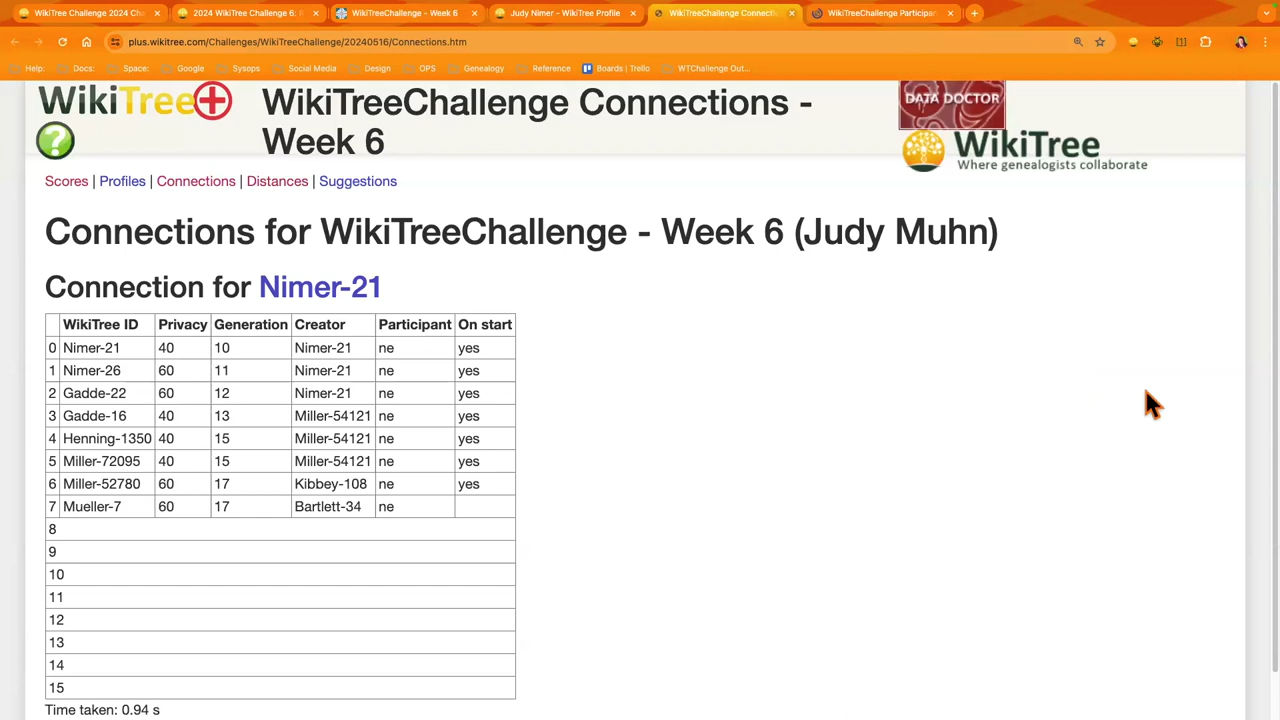 WikiTree Challenge 2024 Cha
2024 WikiTree Challenge 6: 
WikiTreeChallenge - Week 6
Judy Nimer - WikiTree Profile
WikiTreeChallenge Connectio
WikiTreeChallenge Participan
plus.wikitree.com/Challenges/WikiTreeChallenge/20240516/Connections.htm
Help: Docs: Space: Google Sysops Social Media Design OPS Genealogy Reference Boards | Trello WTChallenge Out...
WikiTree+
WikiTreeChallenge Connections -
Week 6
DATA DOCTOR
WikiTree
Where genealogists collaborate
Scores | Profiles | Connections | Distances | Suggestions
Connections for WikiTreeChallenge - Week 6 (Judy Muhn)
Connection for Nimer-21
WikiTree ID Privacy Generation Creator Participant On start
0 Nimer-21 40 10 Nimer-21 ne yes
1 Nimer-26 60 11 Nimer-21 ne yes
2 Gadde-22 60 12 Nimer-21 ne yes
3 Gadde-16 40 13 Miller-54121 ne yes
4 Henning-1350 40 15 Miller-54121 ne yes
5 Miller-72095 40 15 Miller-54121 ne yes
6 Miller-52780 60 17 Kibbey-108 ne yes
7 Mueller-7 60 17 Bartlett-34 ne
8
9
10
11
12
13
14
15
Time taken: 0.94 s